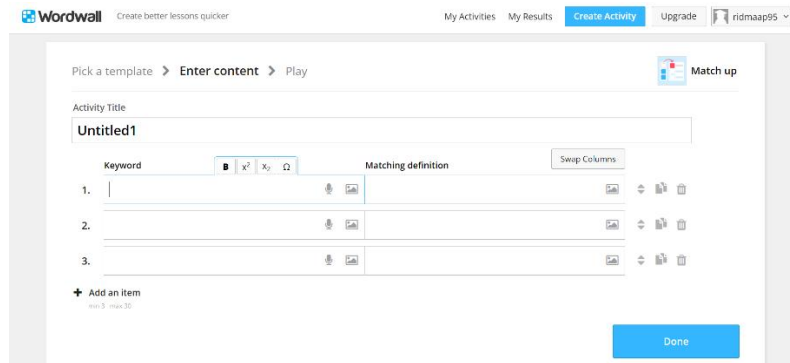 Wordwall Create better lessons quicker My Activities My Results Create Activity Upgrade ridmaap95
Pick a template > Enter content > Play Match up
Activity Title
Untitled1
Keyword B x² X₂ Ω Matching definition Swap Columns
1.
2.
3.
+ Add an item
min 3 max 30
Done